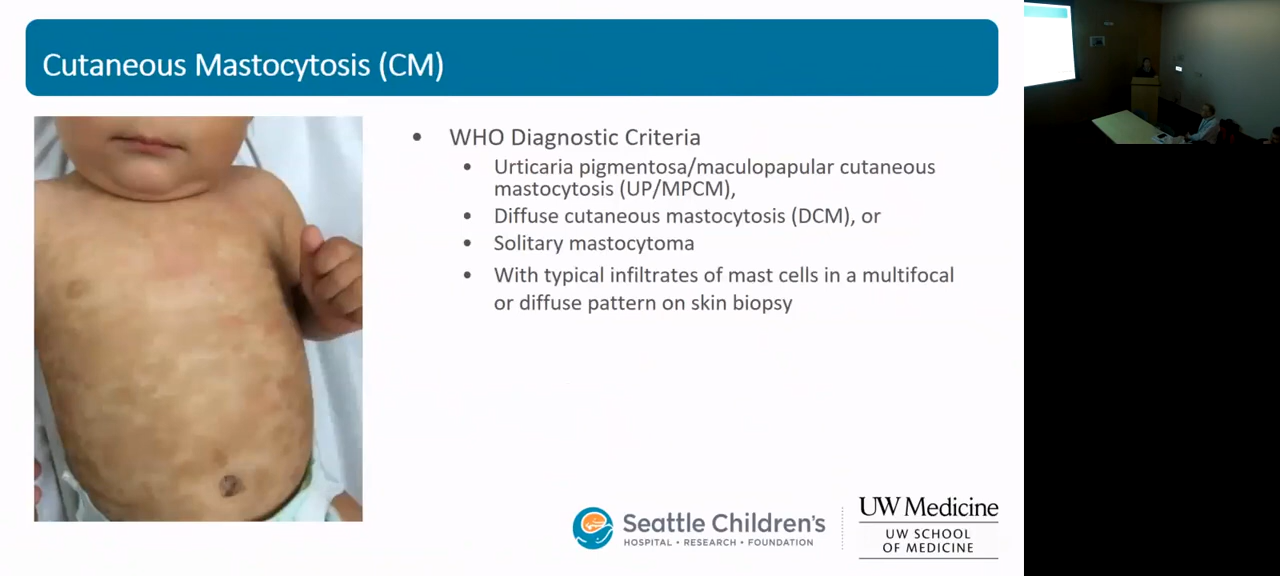 Cutaneous Mastocytosis (CM)
• WHO Diagnostic Criteria
• Urticaria pigmentosa/maculopapular cutaneous
mastocytosis (UP/MPCM),
• Diffuse cutaneous mastocytosis (DCM), or
• Solitary mastocytoma
• With typical infiltrates of mast cells in a multifocal
or diffuse pattern on skin biopsy
Seattle Children's
HOSPITAL • RESEARCH • FOUNDATION
UW Medicine
UW SCHOOL
OF MEDICINE